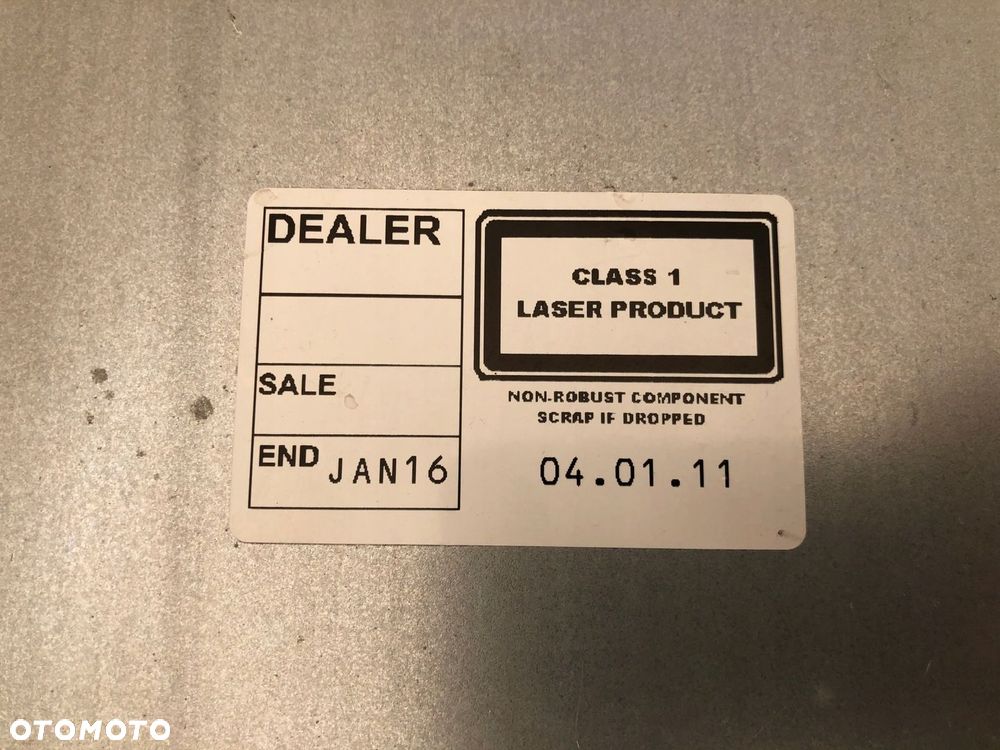 DEALER
SALE
END JAN16
CLASS 1
LASER PRODUCT
NON-ROBUST COMPONENT
SCRAP IF DROPPED
04.01.11
OTOMOTO